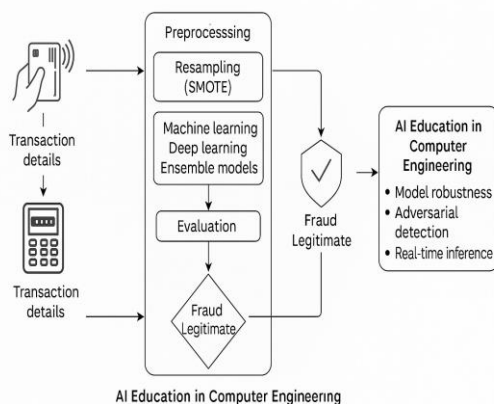 Preprocesssing
Resampling
(SMOTE)
Transaction
details
Machine learning
Deep learning
Ensemble models
Evaluation
Fraud
Legitimate
Transaction
details
Fraud
Legitimate
AI Education in
Computer
Engineering
• Model robustness
• Adversarial
detection
• Real-time inference
AI Education in Computer Engineering